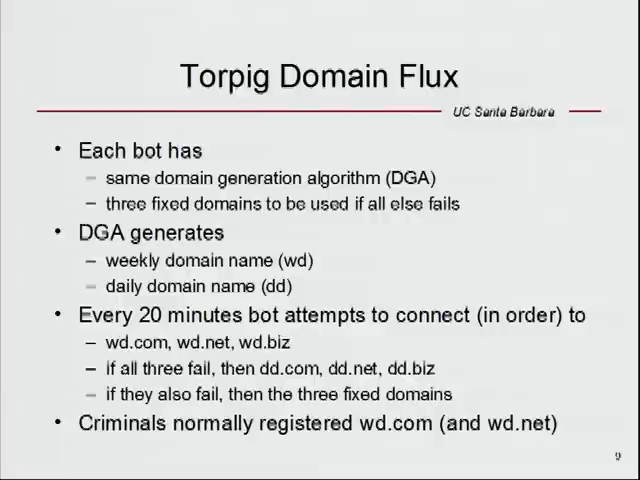 Torpig Domain Flux
UC Santa Barbara
• Each bot has
– same domain generation algorithm (DGA)
– three fixed domains to be used if all else fails
• DGA generates
– weekly domain name (wd)
– daily domain name (dd)
• Every 20 minutes bot attempts to connect (in order) to
– wd.com, wd.net, wd.biz
– if all three fail, then dd.com, dd.net, dd.biz
– if they also fail, then the three fixed domains
• Criminals normally registered wd.com (and wd.net)
9